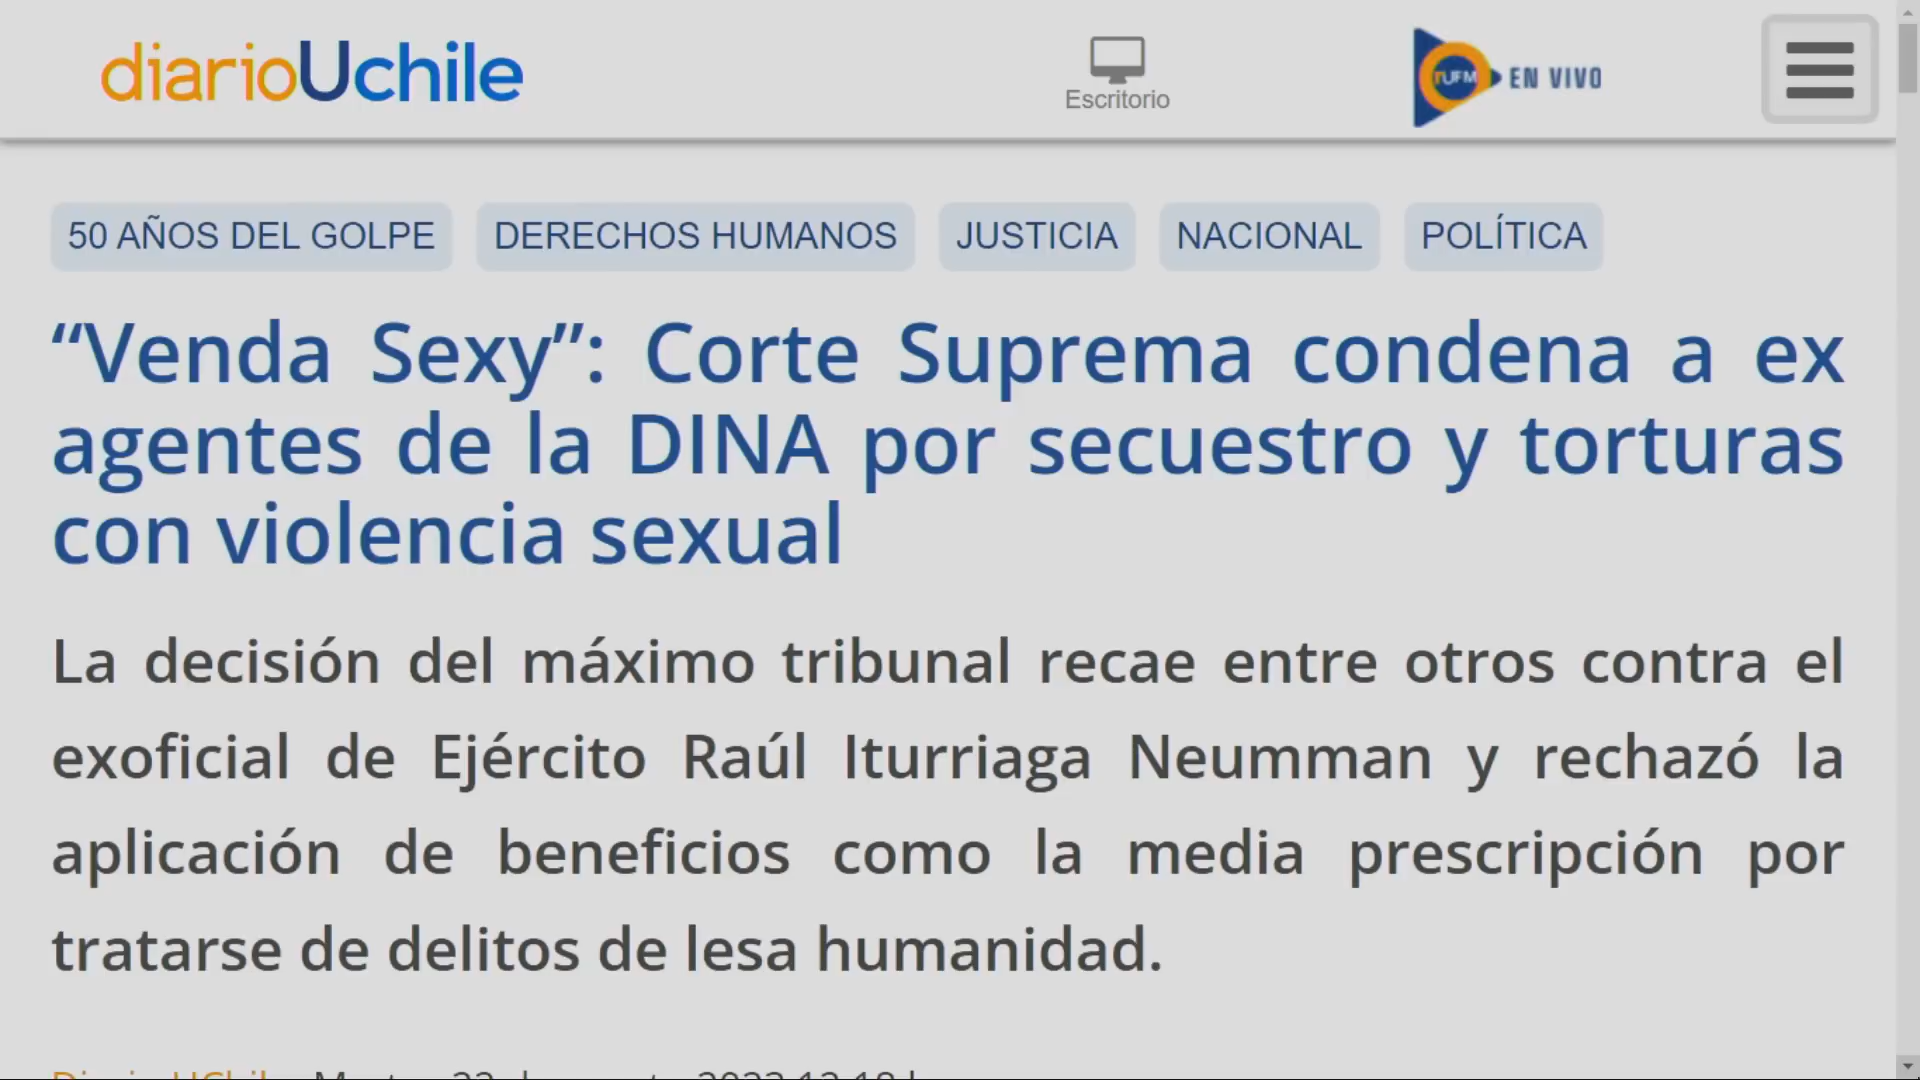 diarioUchile
Escritorio
EN VIVO
50 AÑOS DEL GOLPE DERECHOS HUMANOS JUSTICIA NACIONAL POLÍTICA
“Venda Sexy”: Corte Suprema condena a ex
agentes de la DINA por secuestro y torturas
con violencia sexual
La decisión del máximo tribunal recae entre otros contra el
exoficial de Ejército Raúl Iturriaga Neumman y rechazó la
aplicación de beneficios como la media prescripción por
tratarse de delitos de lesa humanidad.